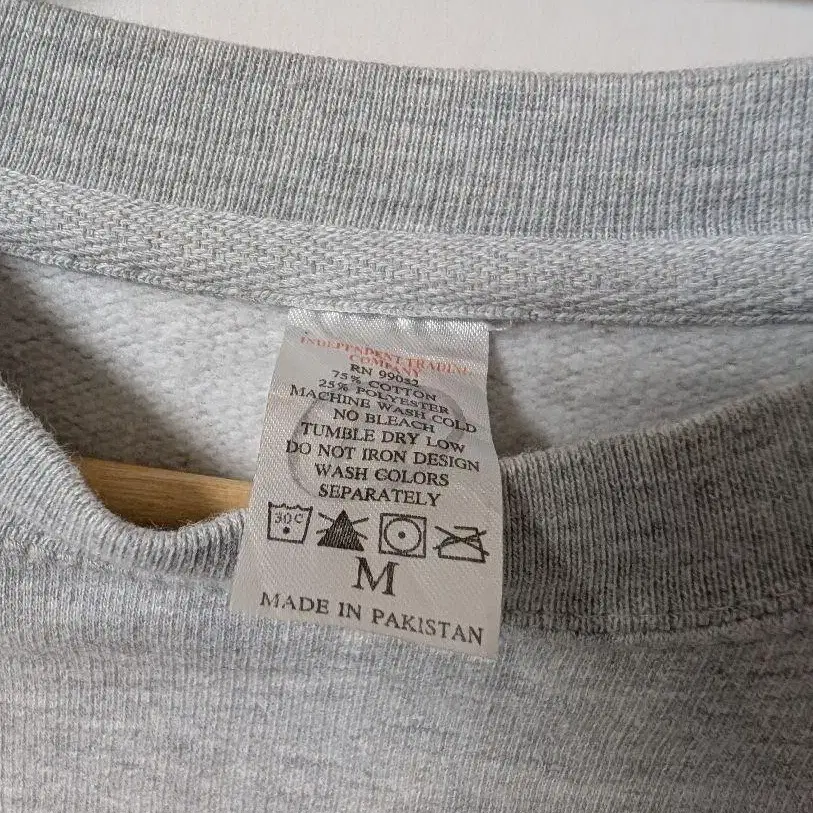 INDEPENDENT TRADING
COMPANY
RN 99052
75% COTTON
25% POLYESTER
MACHINE WASH COLD
NO BLEACH
TUMBLE DRY LOW
DO NOT IRON DESIGN
WASH COLORS
SEPARATELY
30 C
M
MADE IN PAKISTAN